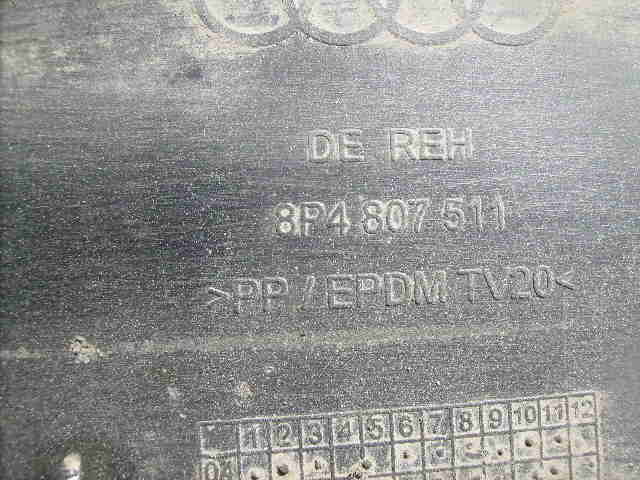 DE REH
8P4 807 511
>PP / EPDM TV20<
1 2 3 4 5 6 7 8 9 10 11 12
04